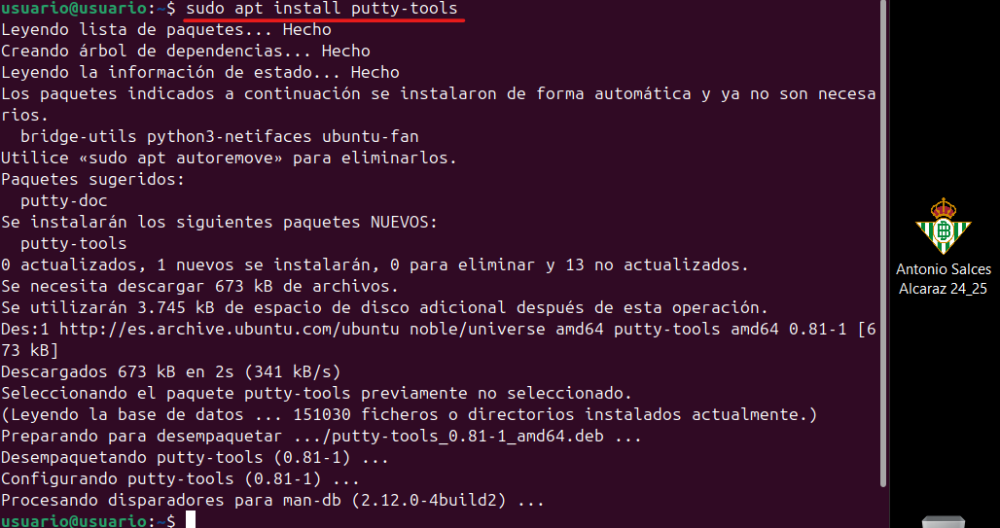 usuario@usuario:~$ sudo apt install putty-tools
Leyendo lista de paquetes... Hecho
Creando árbol de dependencias... Hecho
Leyendo la información de estado... Hecho
Los paquetes indicados a continuación se instalaron de forma automática y ya no son necesa
rios.
  bridge-utils python3-netifaces ubuntu-fan
Utilice «sudo apt autoremove» para eliminarlos.
Paquetes sugeridos:
  putty-doc
Se instalarán los siguientes paquetes NUEVOS:
  putty-tools
0 actualizados, 1 nuevos se instalarán, 0 para eliminar y 13 no actualizados.
Se necesita descargar 673 kB de archivos.
Se utilizarán 3.745 kB de espacio de disco adicional después de esta operación.
Des:1 http://es.archive.ubuntu.com/ubuntu noble/universe amd64 putty-tools amd64 0.81-1 [6
73 kB]
Descargados 673 kB en 2s (341 kB/s)
Seleccionando el paquete putty-tools previamente no seleccionado.
(Leyendo la base de datos ... 151030 ficheros o directorios instalados actualmente.)
Preparando para desempaquetar .../putty-tools_0.81-1_amd64.deb ...
Desempaquetando putty-tools (0.81-1) ...
Configurando putty-tools (0.81-1) ...
Procesando disparadores para man-db (2.12.0-4build2) ...
usuario@usuario:~$
Antonio Salces
Alcaraz 24_25